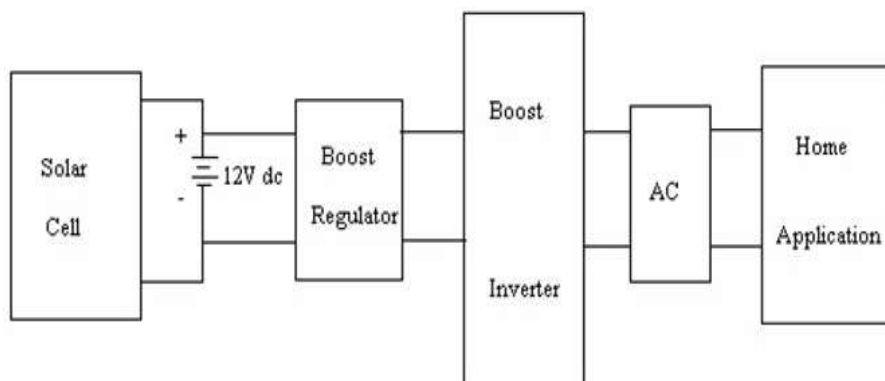 Solar
Cell
+
-
12V dc
Boost
Regulator
Boost
Inverter
AC
Home
Application